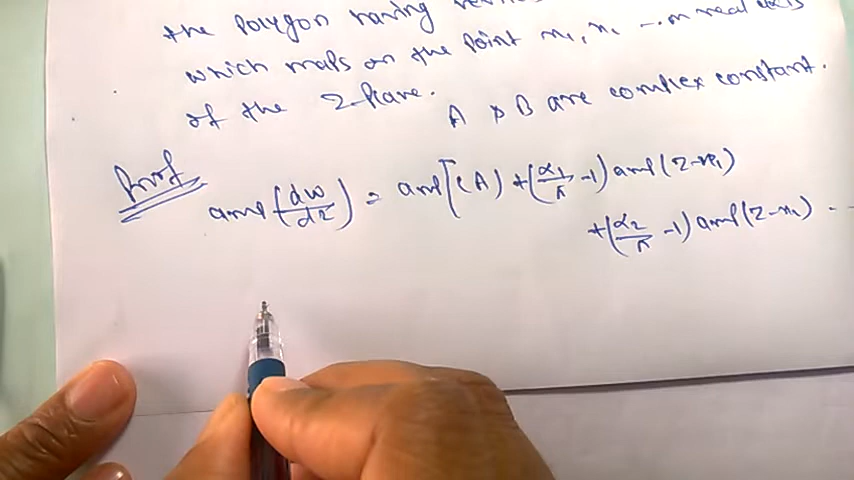 the polygon having
which maps on the point x₁, x₂ --- on real axis
of the z-plane.
A & B are complex constant.
Proof
amp(dw/dz) = amp[(A) + (α₁/π - 1) amp(z-x₁)
+ (α₂/π - 1) amp(z-x₂) - --